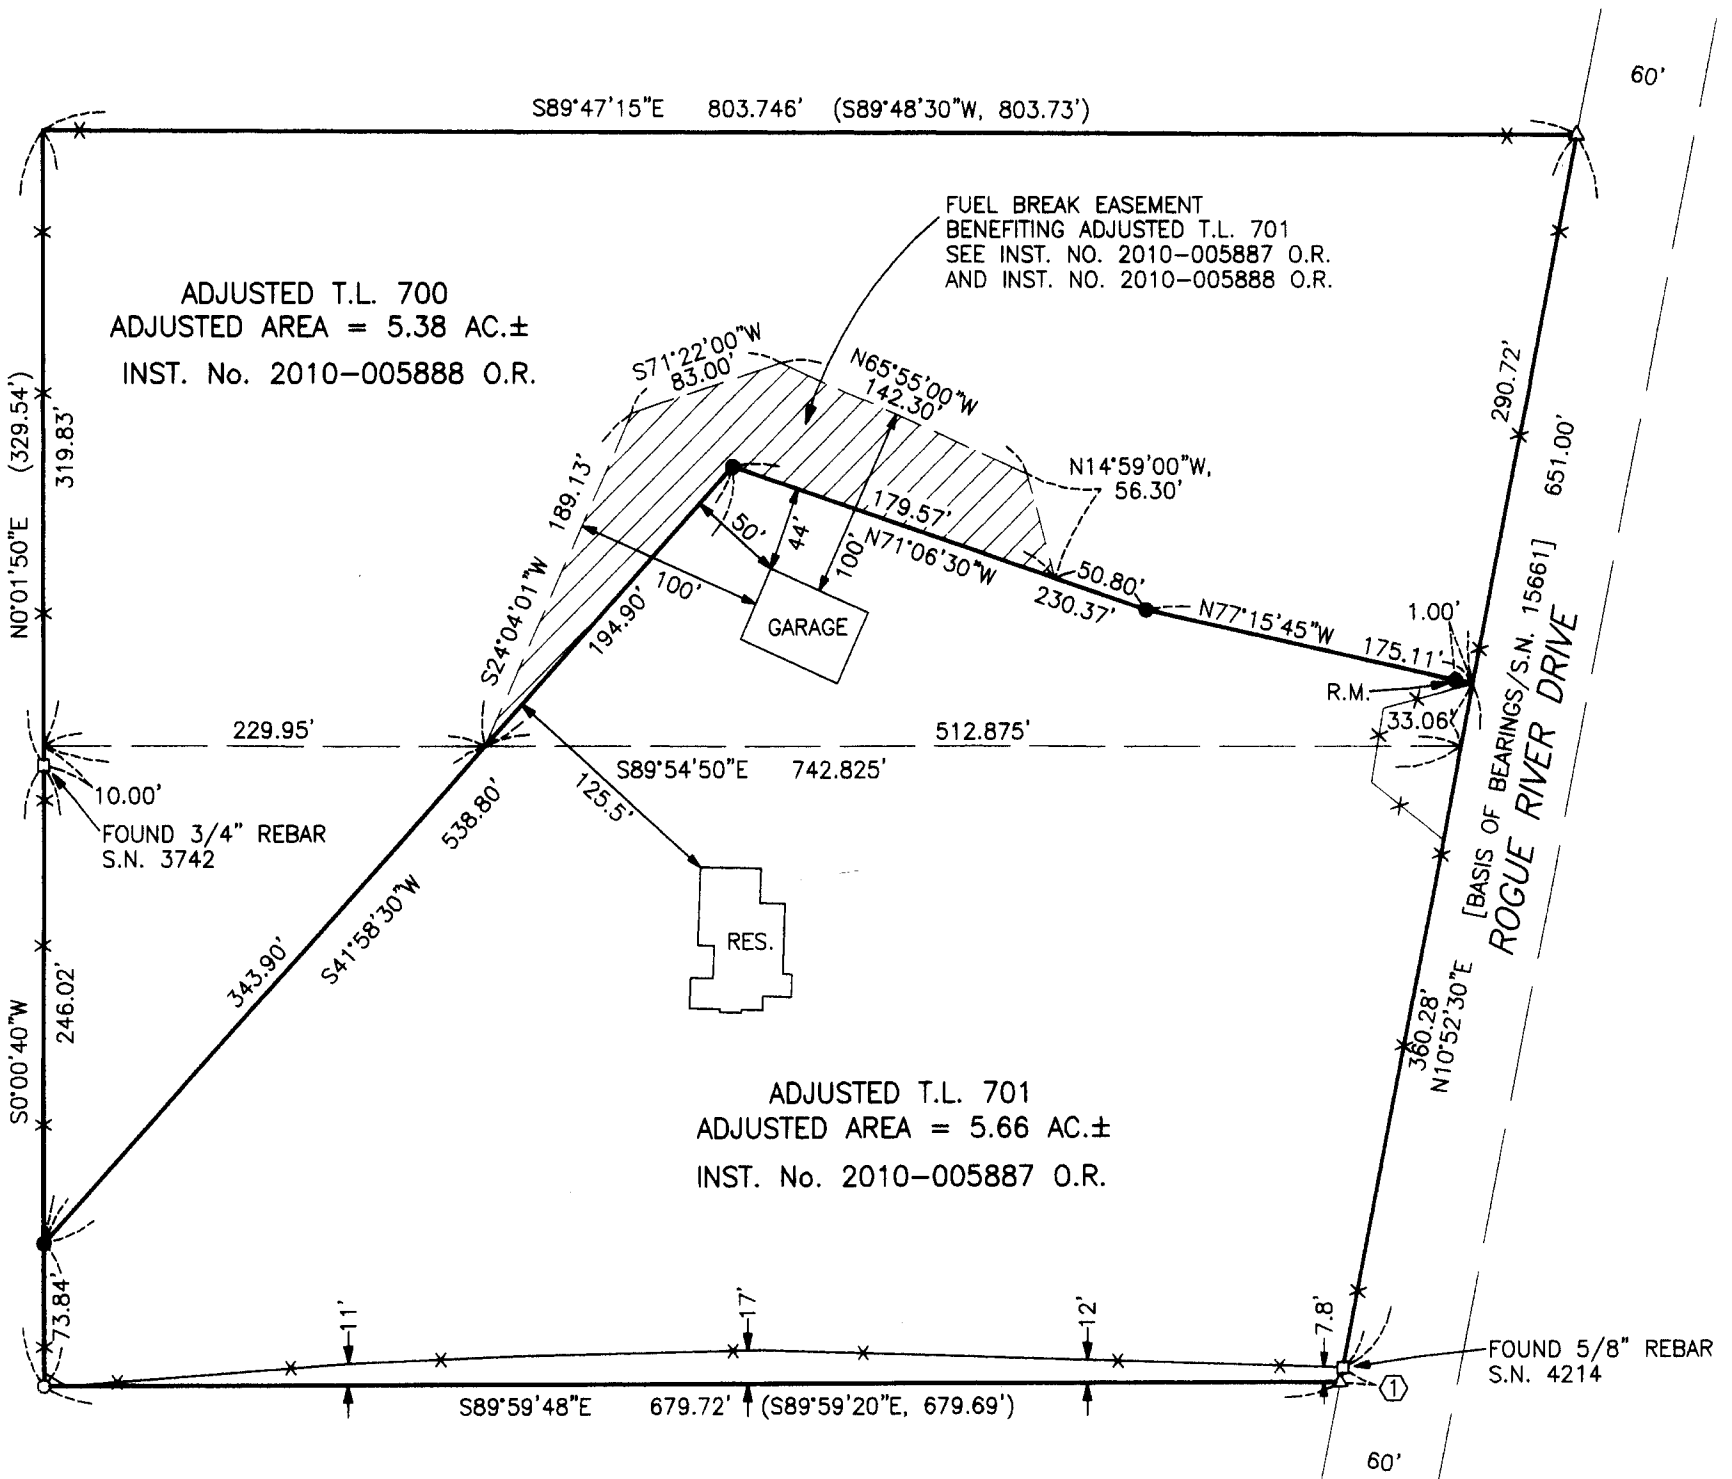 60'
S89°47'15"E 803.746' (S89°48'30"W, 803.73')
FUEL BREAK EASEMENT
BENEFITING ADJUSTED T.L. 701
SEE INST. NO. 2010-005887 O.R.
AND INST. NO. 2010-005888 O.R.
ADJUSTED T.L. 700
ADJUSTED AREA = 5.38 AC.±
INST. No. 2010-005888 O.R.
S71°22'00"W
83.00'
N65°55'00"W
142.30'
N14°59'00"W,
56.30'
290.72'
651.00'
N0°01'50"E (329.54')
319.83'
189.13'
S24°04'01"W
50'
44'
100'
100'
179.57'
N71°06'30"W
230.37'
50.80'
N77°15'45"W
175.11'
1.00'
R.M.
33.06'
GARAGE
194.90'
229.95'
512.875'
S89°54'50"E 742.825'
10.00'
FOUND 3/4" REBAR
S.N. 3742
125.5'
538.80'
S41°58'30"W
343.90'
RES.
[BASIS OF BEARINGS/S.N. 15661]
ROGUE RIVER DRIVE
360.28'
N10°52'30"E
S0°00'40"W
246.02'
ADJUSTED T.L. 701
ADJUSTED AREA = 5.66 AC.±
INST. No. 2010-005887 O.R.
73.84'
11'
17'
12'
7.8'
FOUND 5/8" REBAR
S.N. 4214
1
S89°59'48"E 679.72' (S89°59'20"E, 679.69')
60'